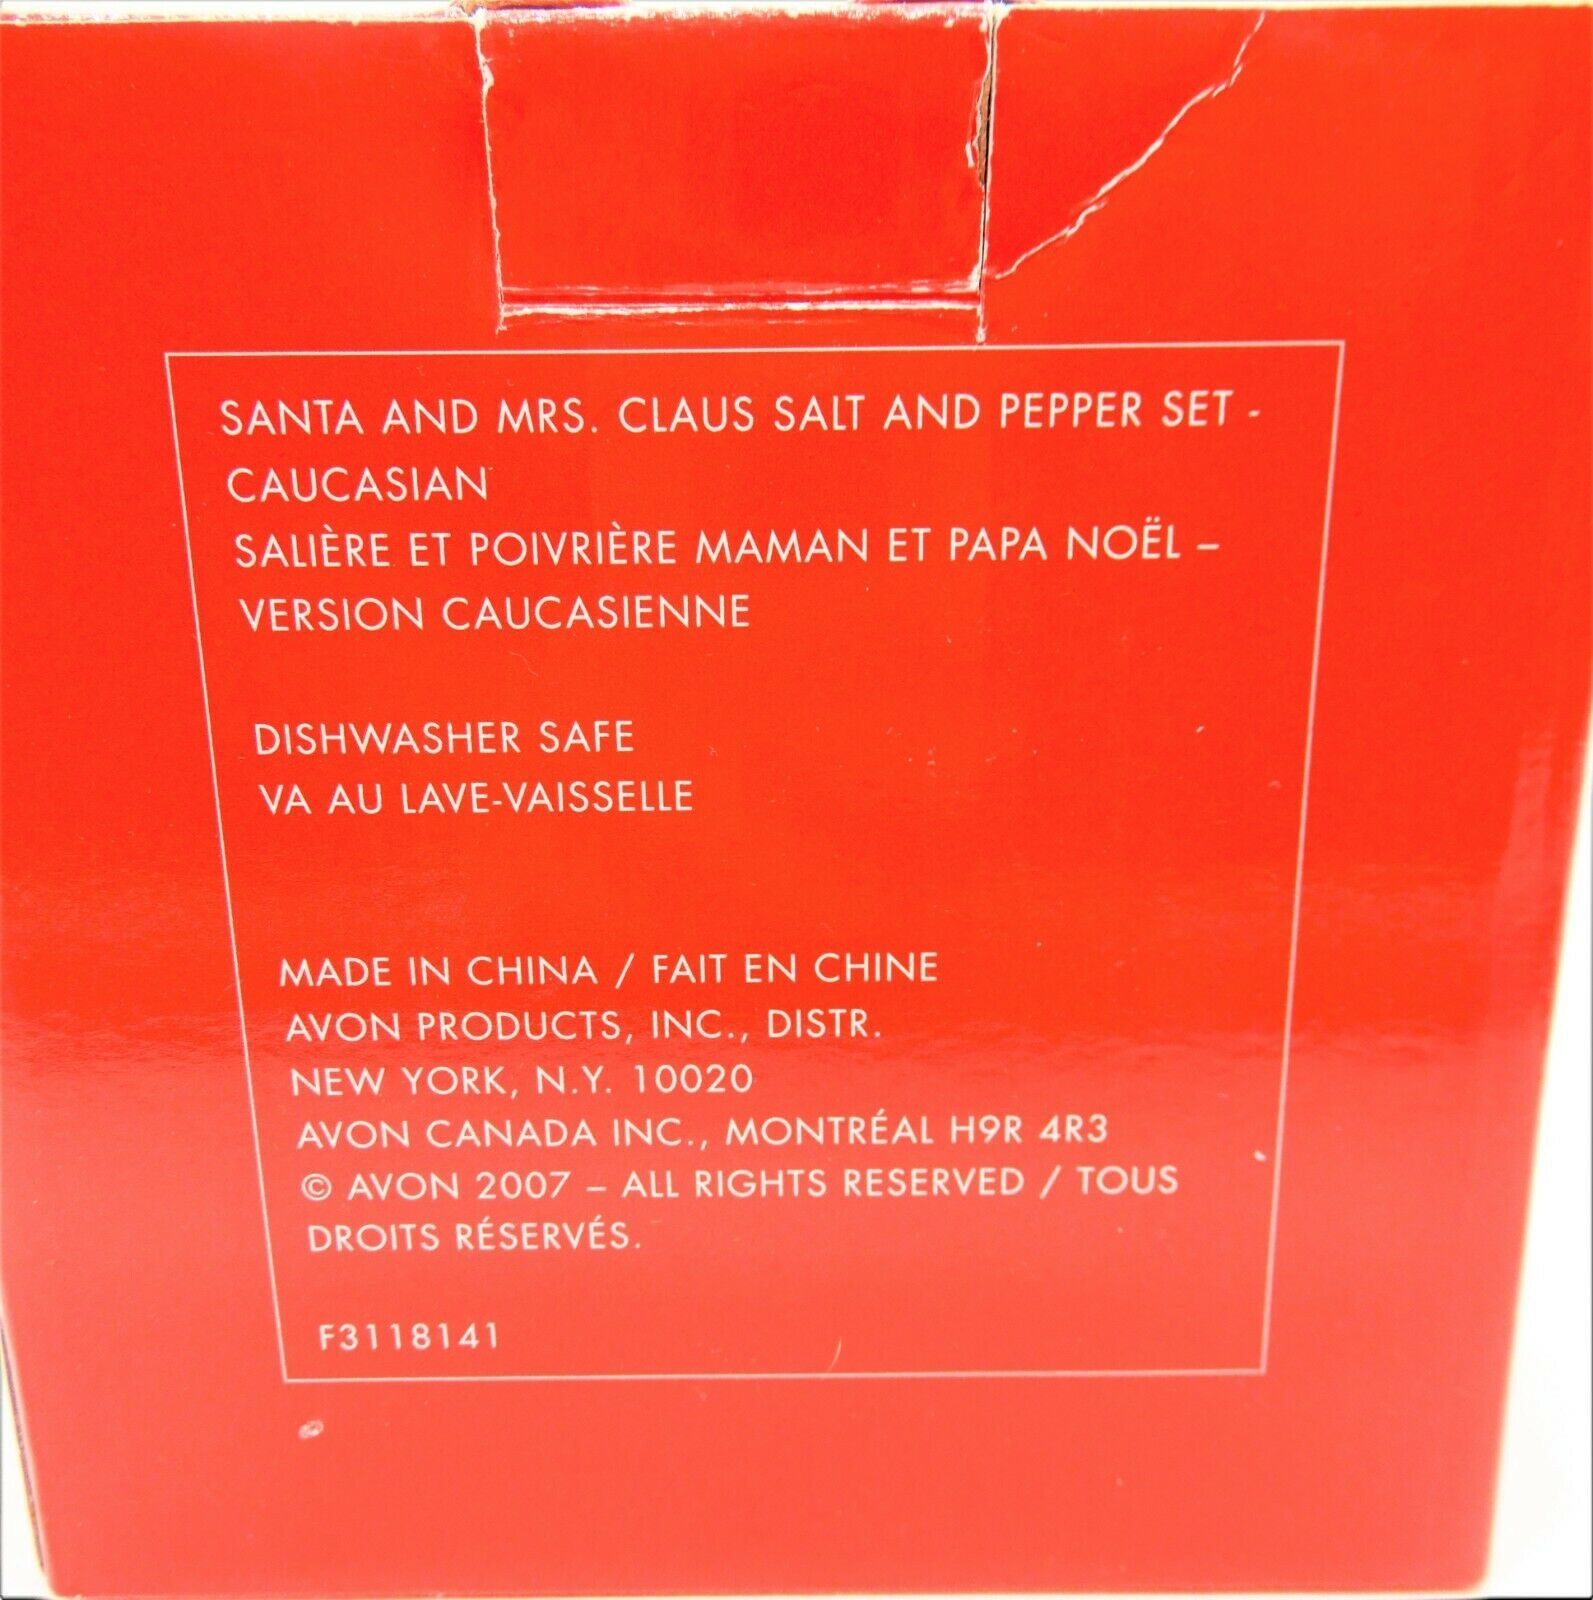 SANTA AND MRS. CLAUS SALT AND PEPPER SET -
CAUCASIAN
SALIÈRE ET POIVRIÈRE MAMAN ET PAPA NOËL –
VERSION CAUCASIENNE
DISHWASHER SAFE
VA AU LAVE-VAISSELLE
MADE IN CHINA / FAIT EN CHINE
AVON PRODUCTS, INC., DISTR.
NEW YORK, N.Y. 10020
AVON CANADA INC., MONTRÉAL H9R 4R3
© AVON 2007 – ALL RIGHTS RESERVED / TOUS
DROITS RÉSERVÉS.
F3118141